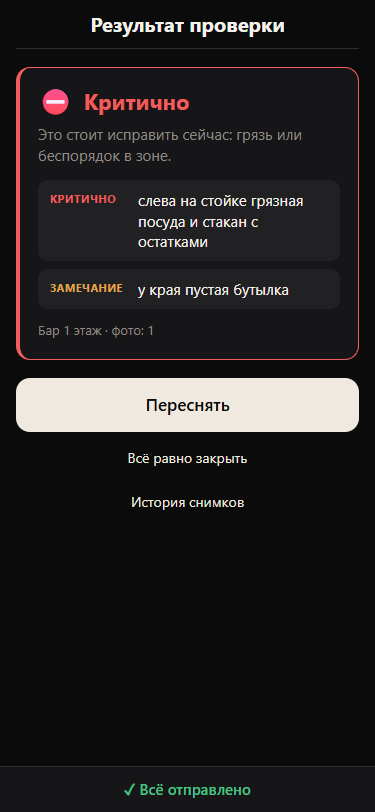 Результат проверки
Критично
Это стоит исправить сейчас: грязь или
беспорядок в зоне.
КРИТИЧНО
слева на стойке грязная
посуда и стакан с
остатками
ЗАМЕЧАНИЕ
у края пустая бутылка
Бар 1 этаж · фото: 1
Переснять
Всё равно закрыть
История снимков
✓ Всё отправлено